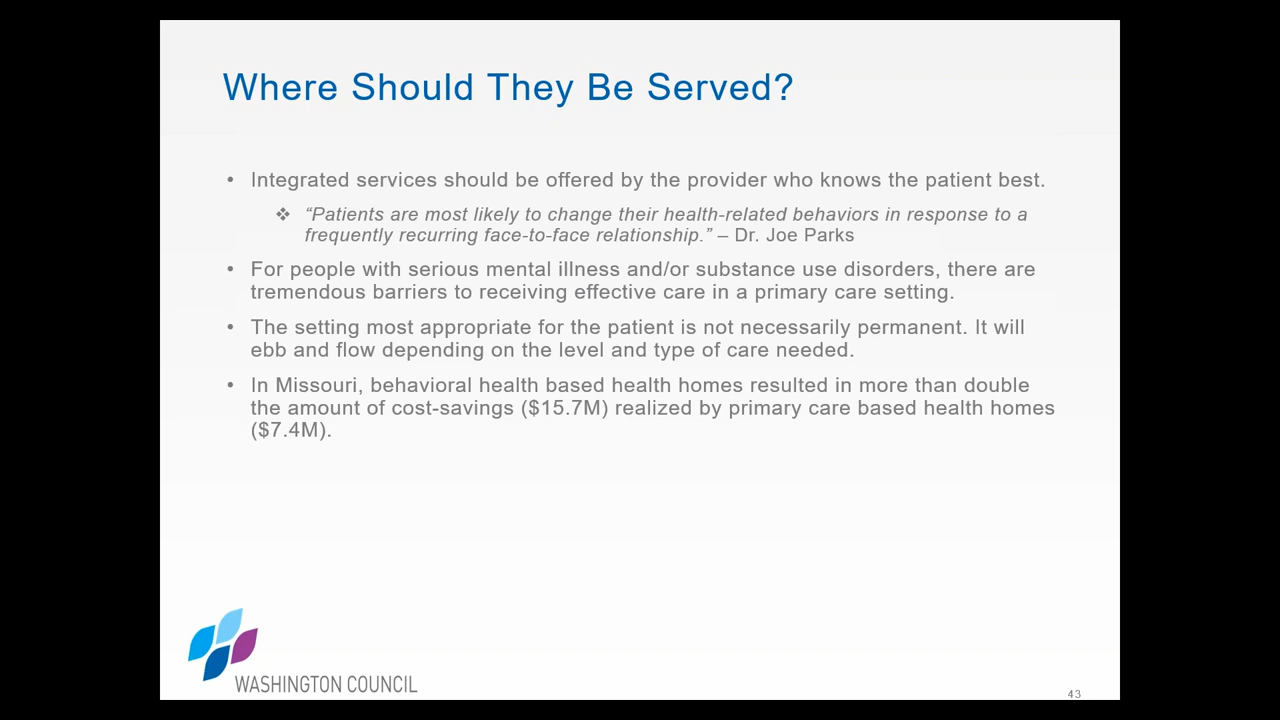 Where Should They Be Served?
• Integrated services should be offered by the provider who knows the patient best.
❖ “Patients are most likely to change their health-related behaviors in response to a
frequently recurring face-to-face relationship.” – Dr. Joe Parks
• For people with serious mental illness and/or substance use disorders, there are
tremendous barriers to receiving effective care in a primary care setting.
• The setting most appropriate for the patient is not necessarily permanent. It will
ebb and flow depending on the level and type of care needed.
• In Missouri, behavioral health based health homes resulted in more than double
the amount of cost-savings ($15.7M) realized by primary care based health homes
($7.4M).
WASHINGTON COUNCIL
43